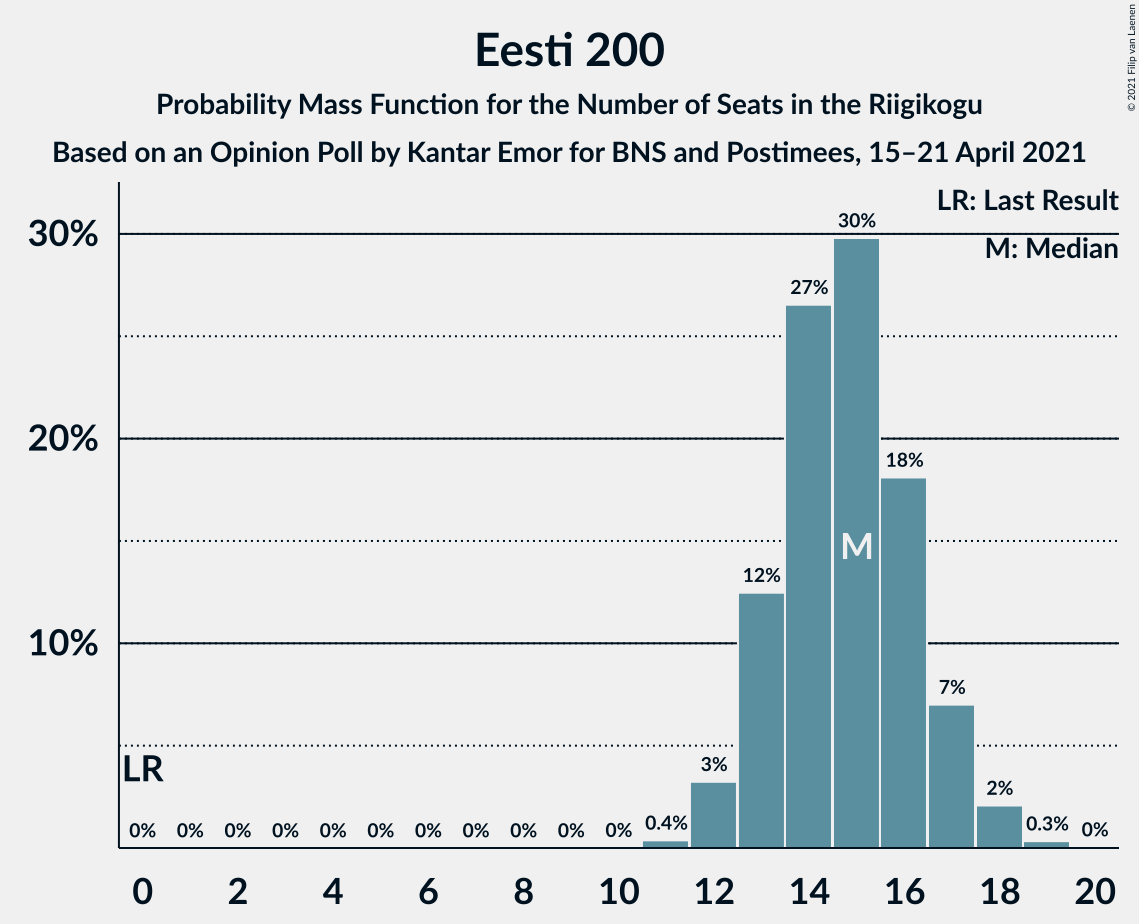 Eesti 200
Probability Mass Function for the Number of Seats in the Riigikogu
Based on an Opinion Poll by Kantar Emor for BNS and Postimees, 15–21 April 2021
© 2021 Filip van Laenen
LR: Last Result
M: Median
30%
20%
10%
30%
27%
18%
M
12%
7%
LR
3%
2%
0% 0% 0% 0% 0% 0% 0% 0% 0% 0% 0% 0.4% 0.3% 0%
0 2 4 6 8 10 12 14 16 18 20